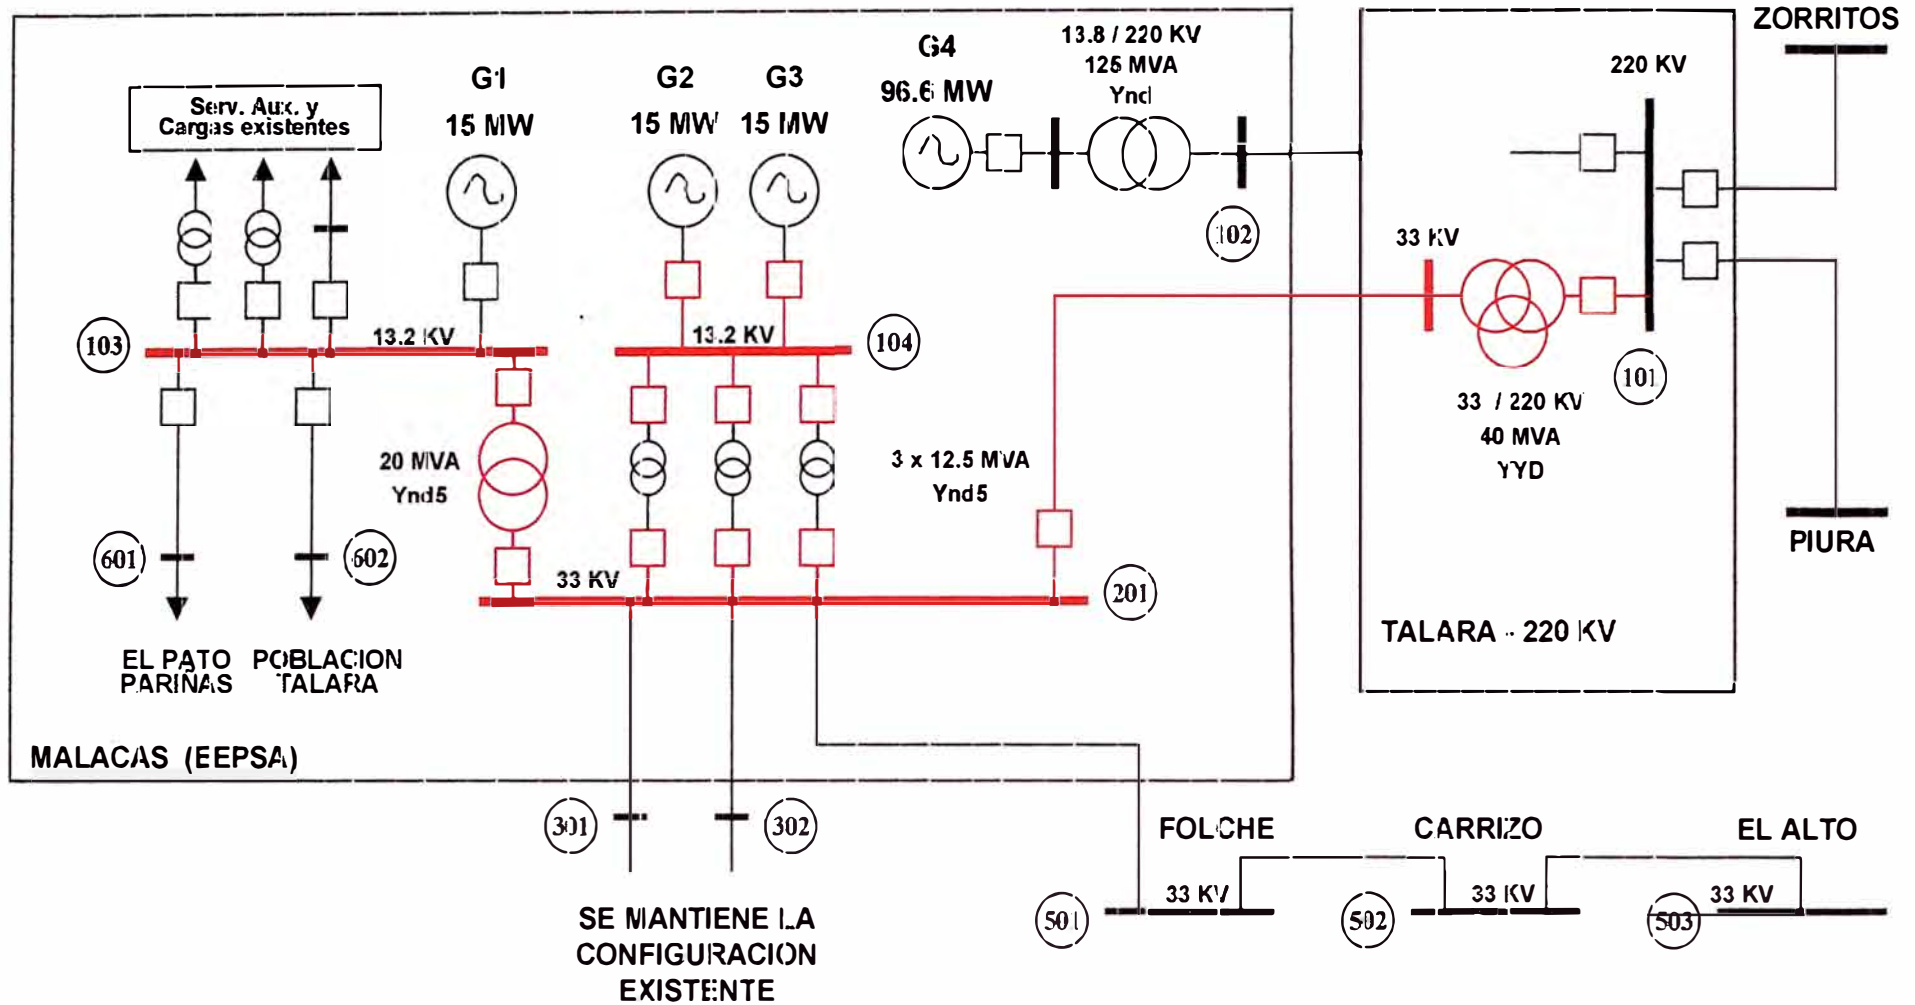 ZORRITOS
13.8 / 220 KV
125 MVA
Ynd
G4
96.6 MW
220 KV
G1
15 MW
G2
15 MW
G3
15 MW
Serv. Aux. y
Cargas existentes
102
33 KV
103
13.2 KV
13.2 KV
104
101
33 / 220 KV
40 MVA
YYD
20 MVA
Ynd5
3 x 12.5 MVA
Ynd5
PIURA
601
602
33 KV
201
EL PATO
PARIÑAS
POBLACION
TALARA
TALARA - 220 KV
MALACAS (EEPSA)
301
302
FOLCHE
CARRIZO
EL ALTO
501
33 KV
502
33 KV
503
33 KV
SE MANTIENE LA
CONFIGURACION
EXISTENTE